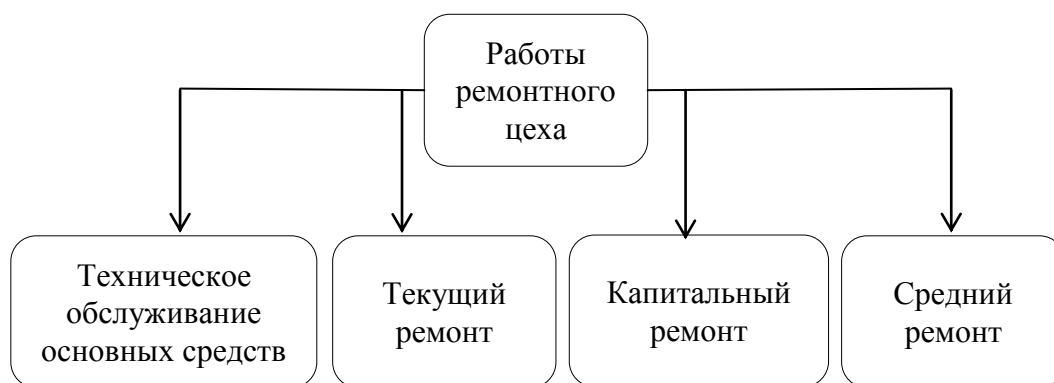 Работы
ремонтного
цеха
Техническое
обслуживание
основных средств
Текущий
ремонт
Капитальный
ремонт
Средний
ремонт